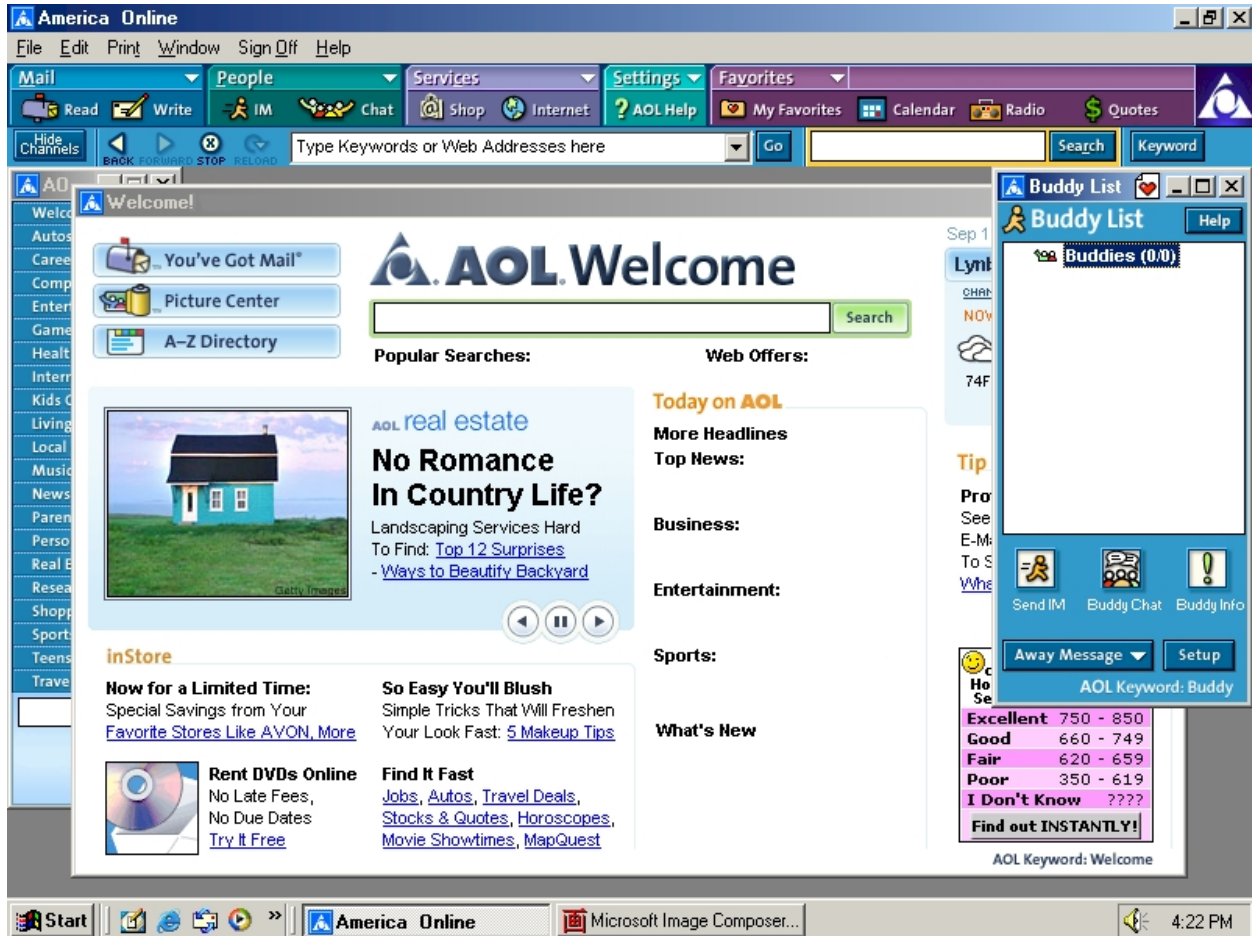 America Online
File Edit Print Window Sign Off Help
Mail People Services Settings Favorites
Read Write IM Chat Shop Internet ? AOL Help My Favorites Calendar Radio Quotes
Hide Channels BACK FORWARD STOP RELOAD Type Keywords or Web Addresses here Go Search Keyword
Welcome!
You've Got Mail®
Picture Center
A–Z Directory
AOL. Welcome
Search
Popular Searches: Web Offers:
Getty Images
AOL real estate
No Romance
In Country Life?
Landscaping Services Hard
To Find: Top 12 Surprises
- Ways to Beautify Backyard
Today on AOL
More Headlines
Top News:
Business:
Entertainment:
Sports:
What's New
inStore
Now for a Limited Time:
Special Savings from Your
Favorite Stores Like AVON, More
So Easy You'll Blush
Simple Tricks That Will Freshen
Your Look Fast: 5 Makeup Tips
Rent DVDs Online
No Late Fees,
No Due Dates
Try It Free
Find It Fast
Jobs, Autos, Travel Deals,
Stocks & Quotes, Horoscopes,
Movie Showtimes, MapQuest
Sep 1
74F
Tip
See
Buddy List
Buddy List Help
Buddies (0/0)
Send IM Buddy Chat Buddy Info
Away Message Setup
AOL Keyword: Buddy
Excellent 750 - 850
Good 660 - 749
Fair 620 - 659
Poor 350 - 619
I Don't Know ????
Find out INSTANTLY!
AOL Keyword: Welcome
Start » America Online Microsoft Image Composer... 4:22 PM